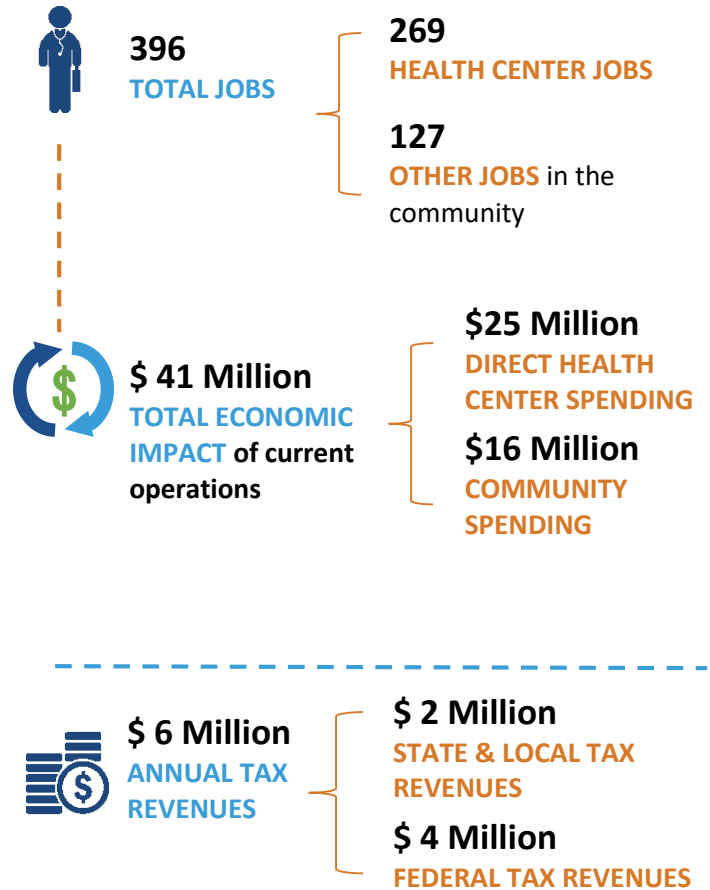 396
TOTAL JOBS
269
HEALTH CENTER JOBS
127
OTHER JOBS in the
community
$ 41 Million
TOTAL ECONOMIC
IMPACT of current
operations
$25 Million
DIRECT HEALTH
CENTER SPENDING
$16 Million
COMMUNITY
SPENDING
$ 6 Million
ANNUAL TAX
REVENUES
$ 2 Million
STATE & LOCAL TAX
REVENUES
$ 4 Million
FEDERAL TAX REVENUES